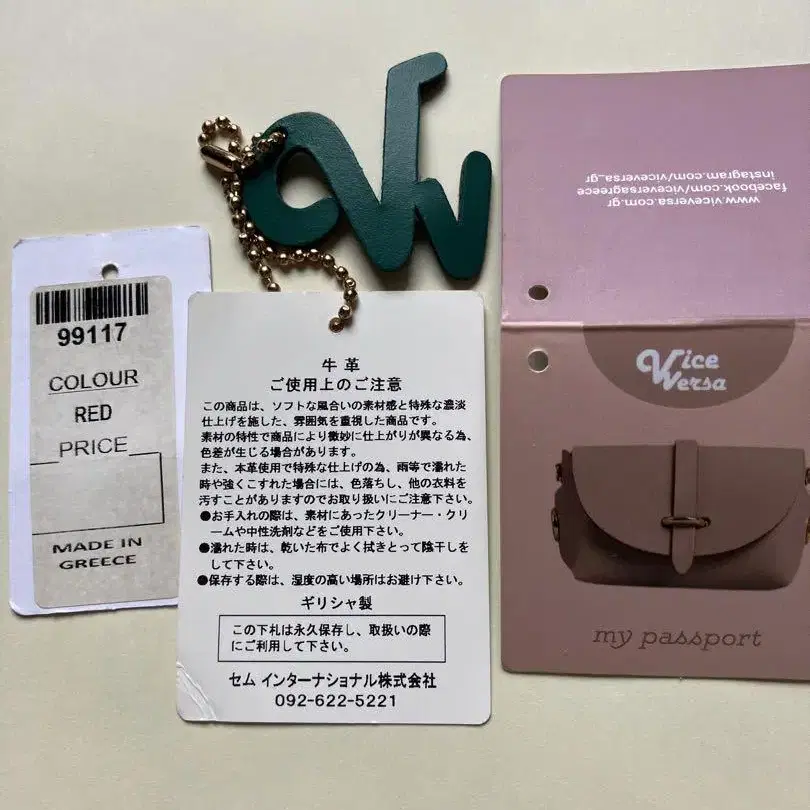 99117
COLOUR
RED
PRICE
MADE IN
GREECE
VW
牛革
ご使用上のご注意
この商品は、ソフトな風合いの素材感と特殊な濃淡
仕上げを施した、雰囲気を重視した商品です。
素材の特性で商品により微妙に仕上がりが異なる為、
色差が生じる場合があります。
また、本革使用で特殊な仕上げの為、雨等で濡れた
時や強くこすれた場合には、色落ちし、他の衣料を
汚すことがありますのでお取り扱いにご注意下さい。
●お手入れの際は、素材にあったクリーナー・クリ
ームや中性洗剤などをご使用下さい。
●濡れた時は、乾いた布でよく拭きとって陰干しを
して下さい。
●保存する際は、湿度の高い場所はお避け下さい。
ギリシャ製
この下札は永久保存し、取扱いの際
にご利用して下さい。
セム インターナショナル株式会社
092-622-5221
www.viceversa.com.gr
facebook.com/viceversagreece
instagram.com/viceversa_gr
Vice
Versa
my passport